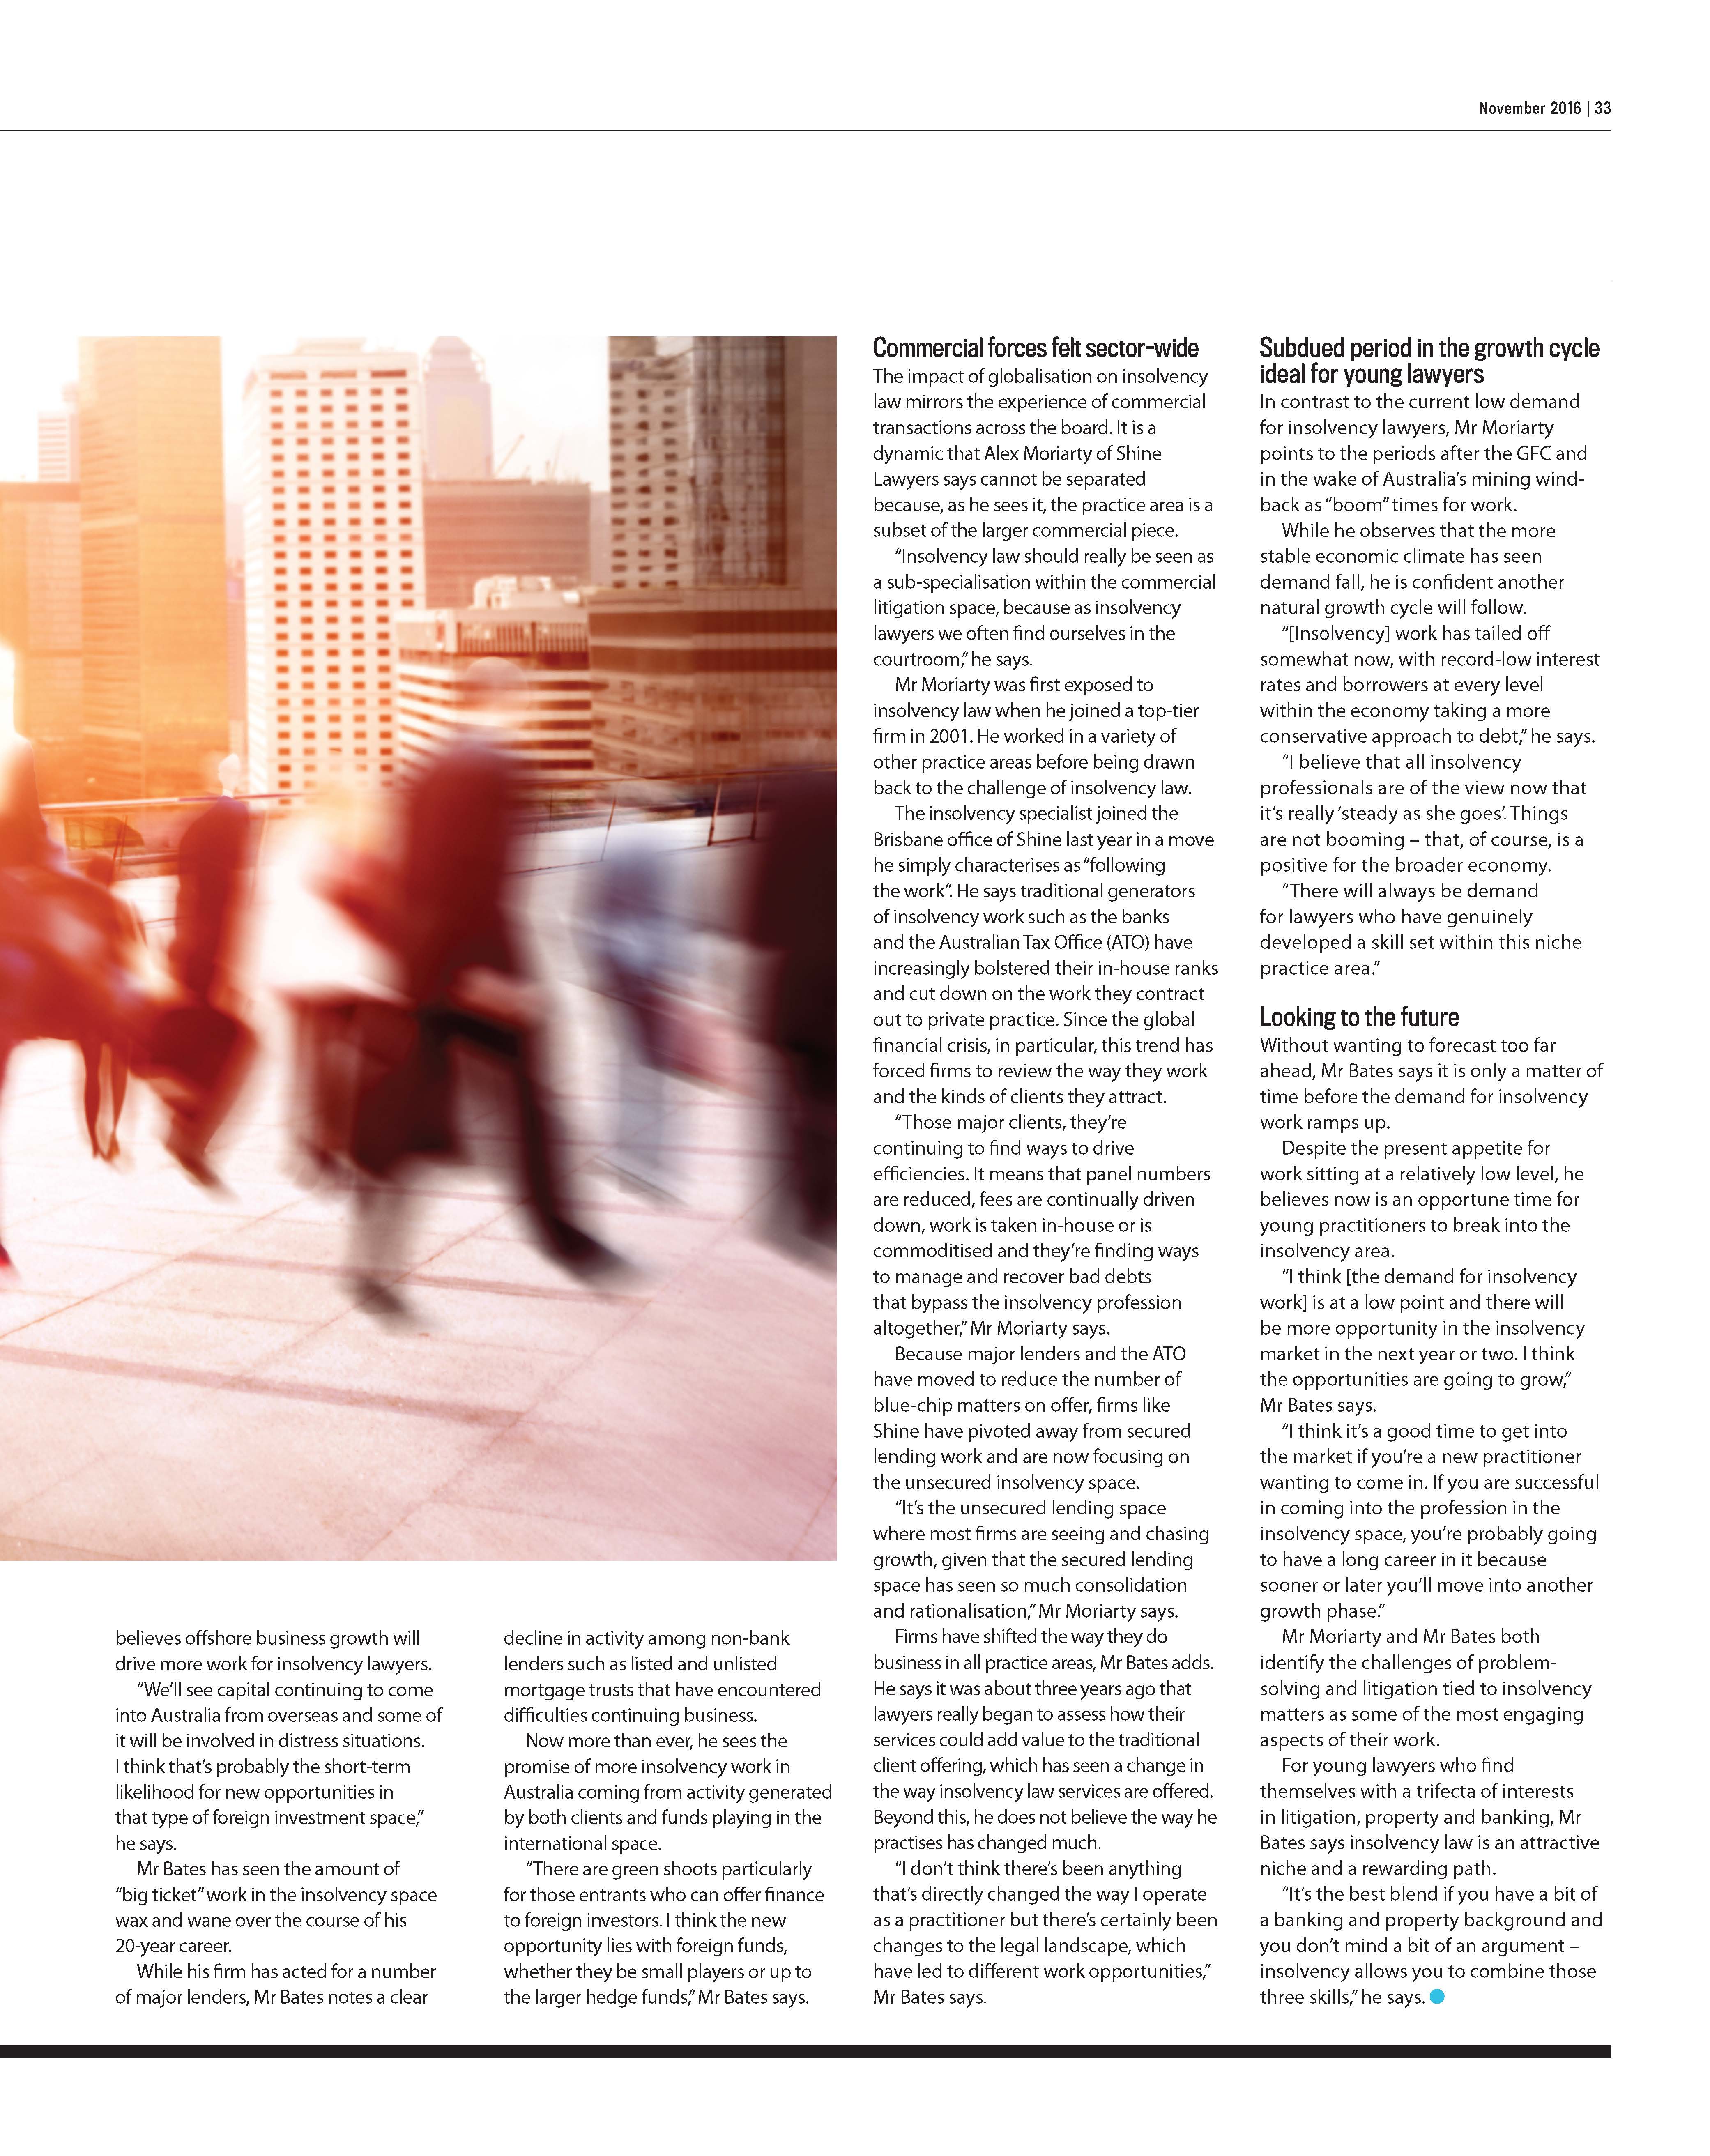 November 2016 | 33
believes offshore business growth will
drive more work for insolvency lawyers.
“We’ll see capital continuing to come
into Australia from overseas and some of
it will be involved in distress situations.
I think that’s probably the short-term
likelihood for new opportunities in
that type of foreign investment space,”
he says.
Mr Bates has seen the amount of
“big ticket” work in the insolvency space
wax and wane over the course of his
20-year career.
While his firm has acted for a number
of major lenders, Mr Bates notes a clear
decline in activity among non-bank
lenders such as listed and unlisted
mortgage trusts that have encountered
difficulties continuing business.
Now more than ever, he sees the
promise of more insolvency work in
Australia coming from activity generated
by both clients and funds playing in the
international space.
“There are green shoots particularly
for those entrants who can offer finance
to foreign investors. I think the new
opportunity lies with foreign funds,
whether they be small players or up to
the larger hedge funds,” Mr Bates says.
Commercial forces felt sector-wide
The impact of globalisation on insolvency
law mirrors the experience of commercial
transactions across the board. It is a
dynamic that Alex Moriarty of Shine
Lawyers says cannot be separated
because, as he sees it, the practice area is a
subset of the larger commercial piece.
“Insolvency law should really be seen as
a sub-specialisation within the commercial
litigation space, because as insolvency
lawyers we often find ourselves in the
courtroom,” he says.
Mr Moriarty was first exposed to
insolvency law when he joined a top-tier
firm in 2001. He worked in a variety of
other practice areas before being drawn
back to the challenge of insolvency law.
The insolvency specialist joined the
Brisbane office of Shine last year in a move
he simply characterises as “following
the work”. He says traditional generators
of insolvency work such as the banks
and the Australian Tax Office (ATO) have
increasingly bolstered their in-house ranks
and cut down on the work they contract
out to private practice. Since the global
financial crisis, in particular, this trend has
forced firms to review the way they work
and the kinds of clients they attract.
“Those major clients, they’re
continuing to find ways to drive
efficiencies. It means that panel numbers
are reduced, fees are continually driven
down, work is taken in-house or is
commoditised and they’re finding ways
to manage and recover bad debts
that bypass the insolvency profession
altogether,” Mr Moriarty says.
Because major lenders and the ATO
have moved to reduce the number of
blue-chip matters on offer, firms like
Shine have pivoted away from secured
lending work and are now focusing on
the unsecured insolvency space.
“It’s the unsecured lending space
where most firms are seeing and chasing
growth, given that the secured lending
space has seen so much consolidation
and rationalisation,” Mr Moriarty says.
Firms have shifted the way they do
business in all practice areas, Mr Bates adds.
He says it was about three years ago that
lawyers really began to assess how their
services could add value to the traditional
client offering, which has seen a change in
the way insolvency law services are offered.
Beyond this, he does not believe the way he
practises has changed much.
“I don’t think there’s been anything
that’s directly changed the way I operate
as a practitioner but there’s certainly been
changes to the legal landscape, which
have led to different work opportunities,”
Mr Bates says.
Subdued period in the growth cycle
ideal for young lawyers
In contrast to the current low demand
for insolvency lawyers, Mr Moriarty
points to the periods after the GFC and
in the wake of Australia’s mining wind-
back as “boom” times for work.
While he observes that the more
stable economic climate has seen
demand fall, he is confident another
natural growth cycle will follow.
“[Insolvency] work has tailed off
somewhat now, with record-low interest
rates and borrowers at every level
within the economy taking a more
conservative approach to debt,” he says.
“I believe that all insolvency
professionals are of the view now that
it’s really ‘steady as she goes’. Things
are not booming – that, of course, is a
positive for the broader economy.
“There will always be demand
for lawyers who have genuinely
developed a skill set within this niche
practice area.”
Looking to the future
Without wanting to forecast too far
ahead, Mr Bates says it is only a matter of
time before the demand for insolvency
work ramps up.
Despite the present appetite for
work sitting at a relatively low level, he
believes now is an opportune time for
young practitioners to break into the
insolvency area.
“I think [the demand for insolvency
work] is at a low point and there will
be more opportunity in the insolvency
market in the next year or two. I think
the opportunities are going to grow,”
Mr Bates says.
“I think it’s a good time to get into
the market if you’re a new practitioner
wanting to come in. If you are successful
in coming into the profession in the
insolvency space, you’re probably going
to have a long career in it because
sooner or later you’ll move into another
growth phase.”
Mr Moriarty and Mr Bates both
identify the challenges of problem-
solving and litigation tied to insolvency
matters as some of the most engaging
aspects of their work.
For young lawyers who find
themselves with a trifecta of interests
in litigation, property and banking, Mr
Bates says insolvency law is an attractive
niche and a rewarding path.
“It’s the best blend if you have a bit of
a banking and property background and
you don’t mind a bit of an argument –
insolvency allows you to combine those
three skills,” he says.